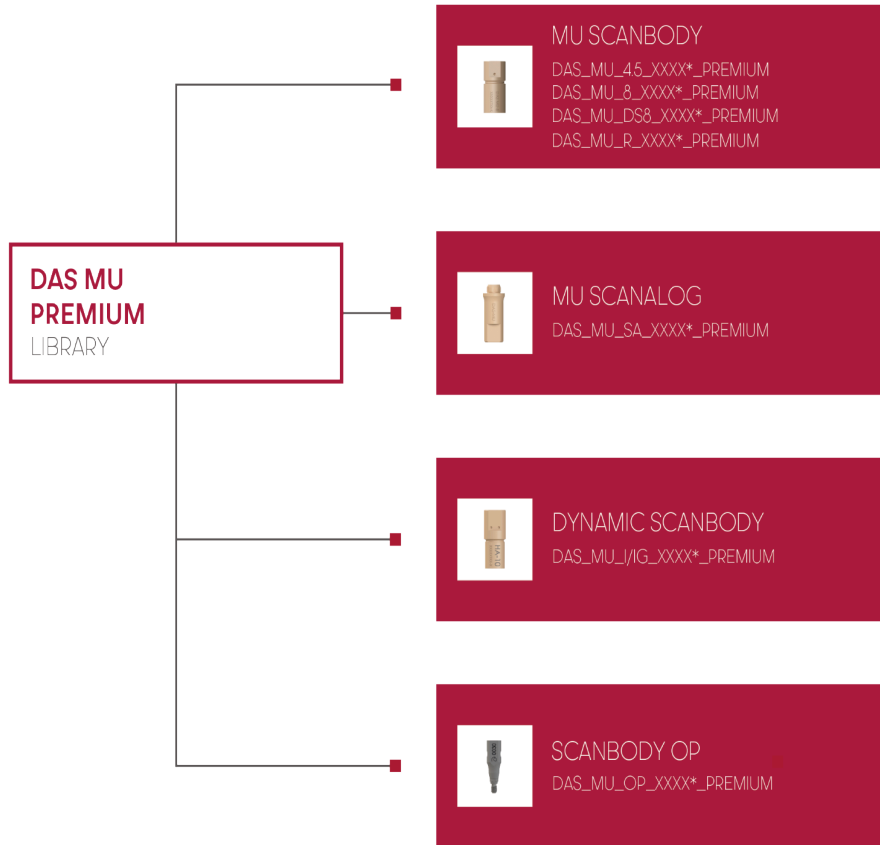 MU SCANBODY
DAS_MU_4.5_XXXX*_PREMIUM
DAS_MU_8_XXXX*_PREMIUM
DAS_MU_DS8_XXXX*_PREMIUM
DAS_MU_R_XXXX*_PREMIUM
DAS MU
PREMIUM
LIBRARY
MU SCANALOG
DAS_MU_SA_XXXX*_PREMIUM
DYNAMIC SCANBODY
DAS_MU_I/IG_XXXX*_PREMIUM
SCANBODY OP
DAS_MU_OP_XXXX*_PREMIUM